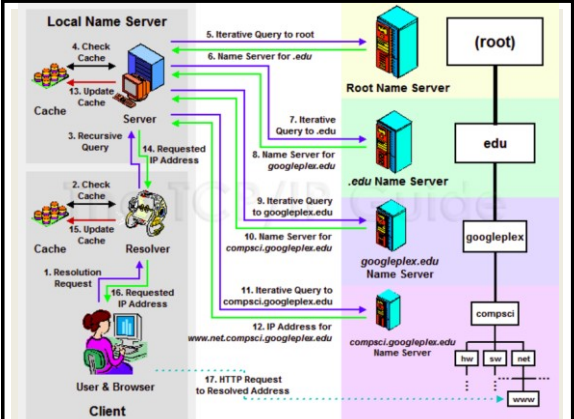 Local Name Server
4. Check
Cache
13. Update
Cache
Cache
Server
3. Recursive
Query
14. Requested
IP Address
5. Iterative Query to root
6. Name Server for .edu
7. Iterative
Query to .edu
8. Name Server for
googleplex.edu
9. Iterative Query
to googleplex.edu
10. Name Server for
compsci.googleplex.edu
11. Iterative Query to
compsci.googleplex.edu
12. IP Address for
www.net.compsci.googleplex.edu
2. Check
Cache
15. Update
Cache
Cache
Resolver
1. Resolution
Request
16. Requested
IP Address
User & Browser
Client
17. HTTP Request
to Resolved Address
Root Name Server
.edu Name Server
googleplex.edu
Name Server
compsci.googleplex.edu
Name Server
(root)
edu
googleplex
compsci
hw
sw
net
www
The TCP/IP Guide